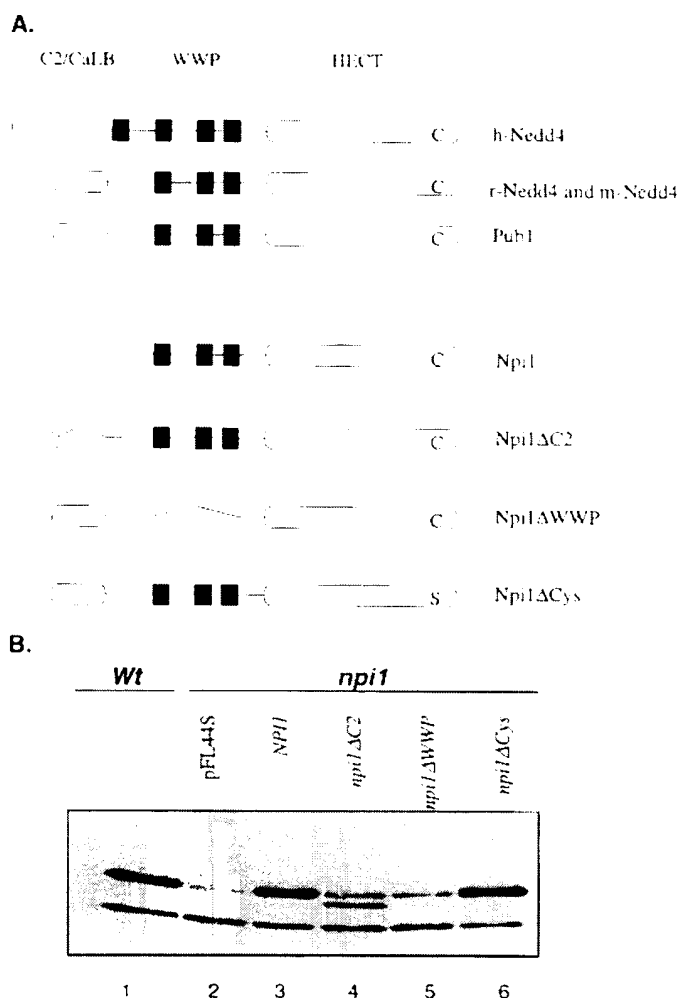 A.
C2/CaLB WWP HECT
C h-Nedd4
C r-Nedd4 and m-Nedd4
C Pub1
C Npi1
C Npi1ΔC2
C Npi1ΔWWP
S Npi1ΔCys
B.
Wt npi1
pFL44S NPI1 npi1ΔC2 npi1ΔWWP npi1ΔCys
1 2 3 4 5 6